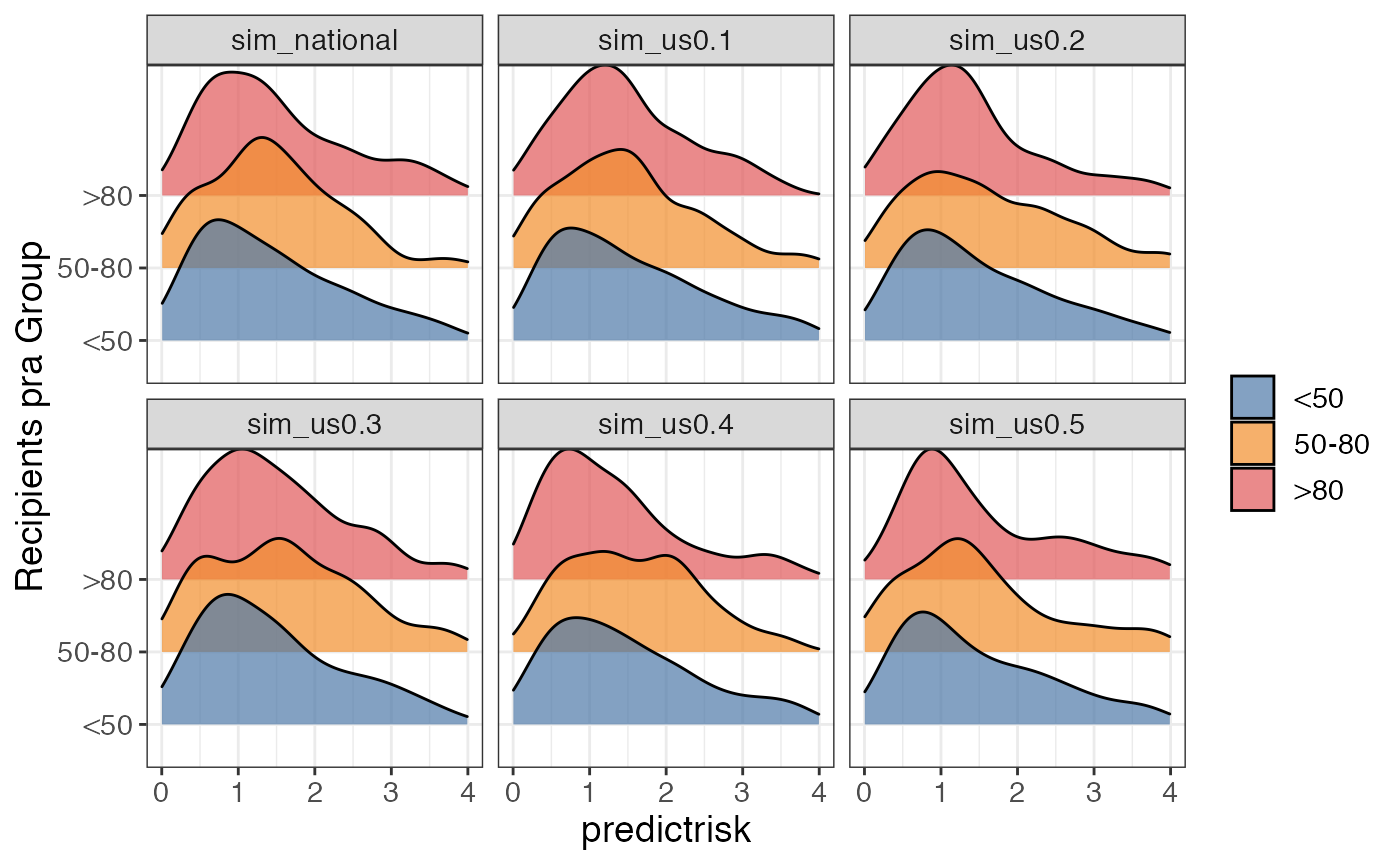 sim_national sim_us0.1 sim_us0.2
>80
50-80
<50
sim_us0.3 sim_us0.4 sim_us0.5
>80
50-80
<50
0 1 2 3 4 0 1 2 3 4 0 1 2 3 4
predictrisk
Recipients pra Group
<50
50-80
>80